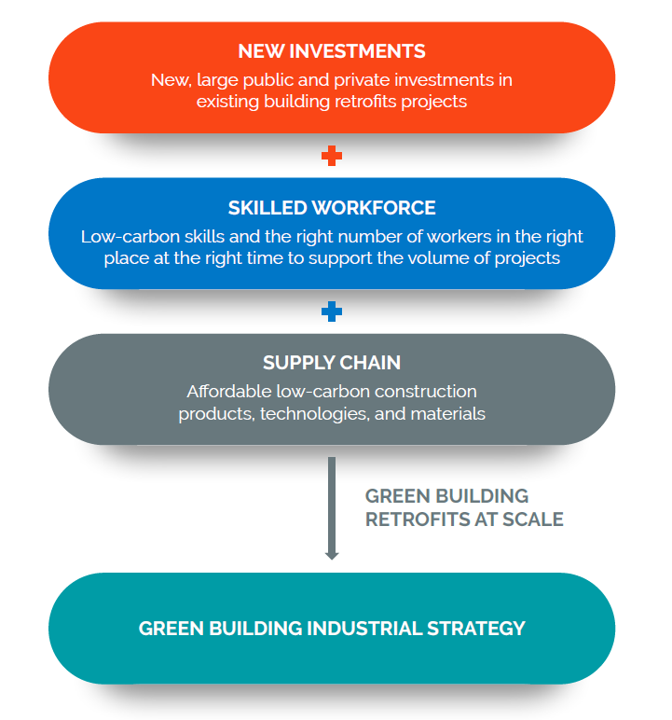 NEW INVESTMENTS
New, large public and private investments in
existing building retrofits projects
SKILLED WORKFORCE
Low-carbon skills and the right number of workers in the right
place at the right time to support the volume of projects
SUPPLY CHAIN
Affordable low-carbon construction
products, technologies, and materials
GREEN BUILDING
RETROFITS AT SCALE
GREEN BUILDING INDUSTRIAL STRATEGY